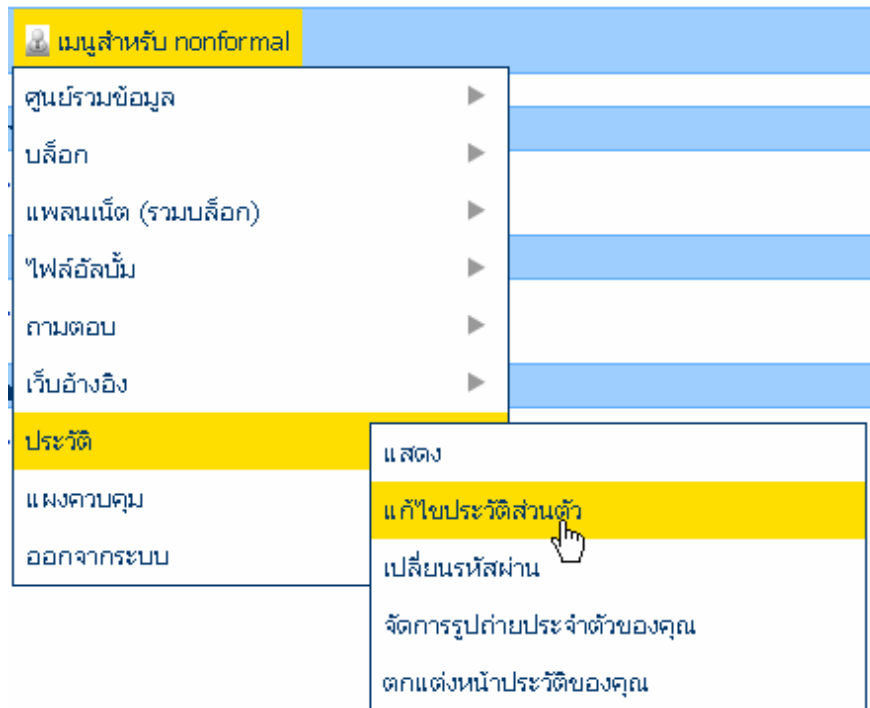 เมนูสำหรับ nonformal
ศูนย์รวมข้อมูล
บล็อก
แพลนเน็ต (รวมบล็อก)
ไฟล์อัลบั้ม
ถามตอบ
เว็บอ้างอิง
ประวัติ
แผงควบคุม
ออกจากระบบ
แสดง
แก้ไขประวัติส่วนตัว
เปลี่ยนรหัสผ่าน
จัดการรูปถ่ายประจำตัวของคุณ
ตกแต่งหน้าประวัติของคุณ